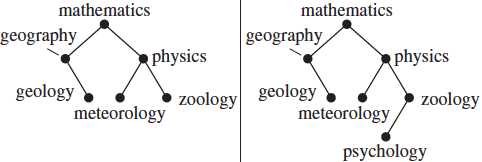 mathematics
geography
physics
geology
zoology
meteorology
mathematics
geography
physics
geology
zoology
meteorology
psychology